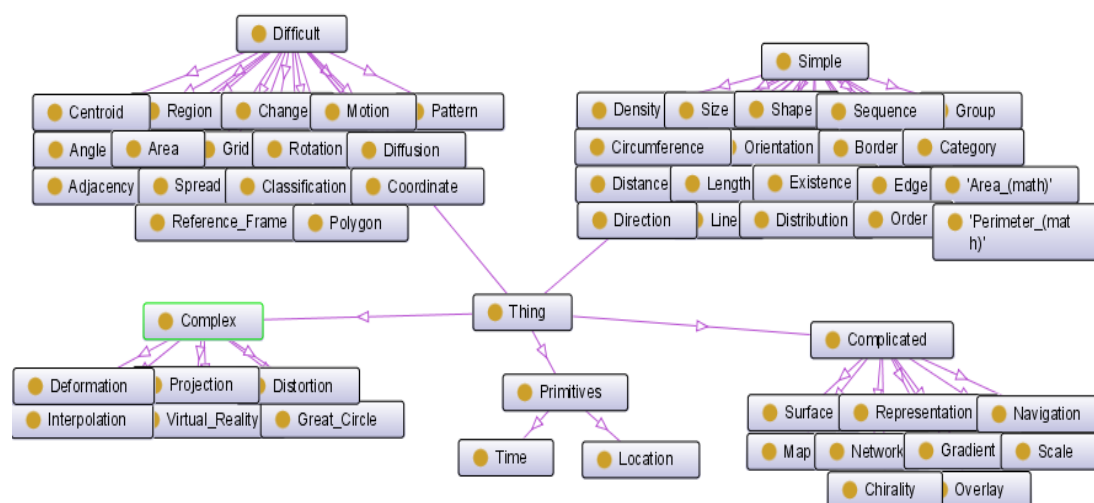 Difficult
Simple
Centroid
Region
Change
Motion
Pattern
Density
Size
Shape
Sequence
Group
Angle
Area
Grid
Rotation
Diffusion
Circumference
Orientation
Border
Category
Adjacency
Spread
Classification
Coordinate
Distance
Length
Existence
Edge
'Area_(math)'
Reference_Frame
Polygon
Direction
Line
Distribution
Order
'Perimeter_(mat
h)'
Complex
Thing
Complicated
Deformation
Projection
Distortion
Primitives
Interpolation
Virtual_Reality
Great_Circle
Surface
Representation
Navigation
Time
Location
Map
Network
Gradient
Scale
Chirality
Overlay